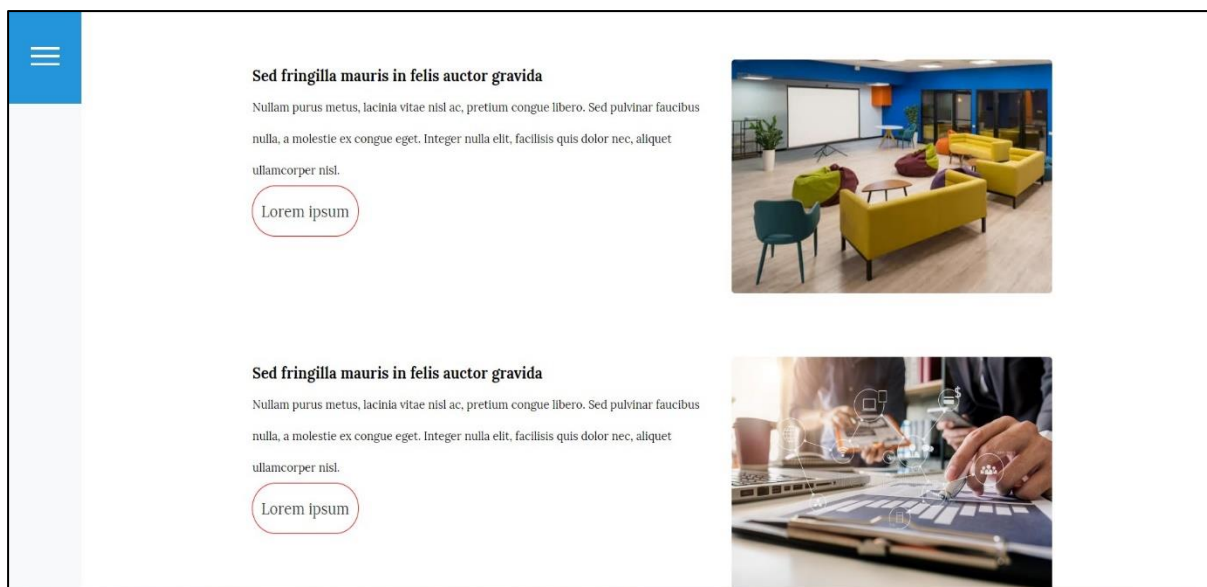 Sed fringilla mauris in felis auctor gravida
Nullam purus metus, lacinia vitae nisl ac, pretium congue libero. Sed pulvinar faucibus
nulla, a molestie ex congue eget. Integer nulla elit, facilisis quis dolor nec, aliquet
ullamcorper nisl.
Lorem ipsum
Sed fringilla mauris in felis auctor gravida
Nullam purus metus, lacinia vitae nisl ac, pretium congue libero. Sed pulvinar faucibus
nulla, a molestie ex congue eget. Integer nulla elit, facilisis quis dolor nec, aliquet
ullamcorper nisl.
Lorem ipsum